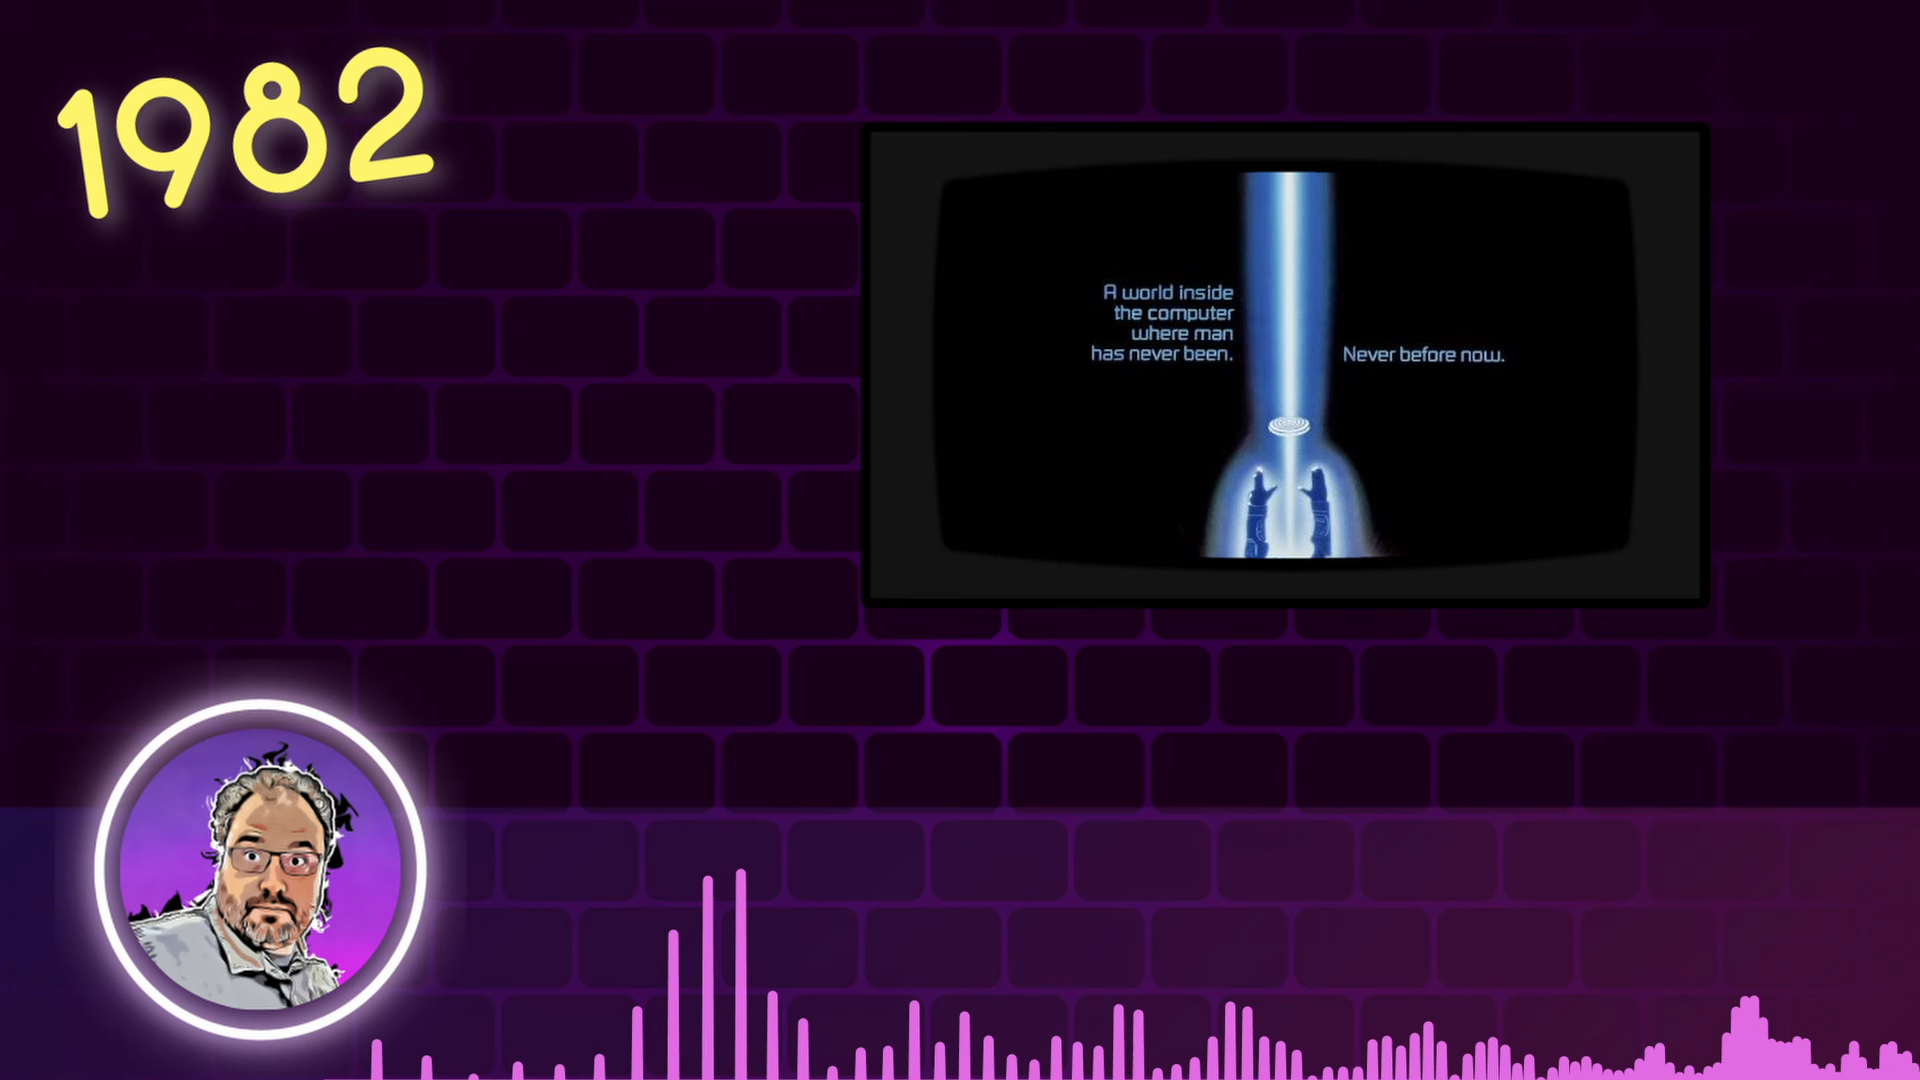 1982
A world inside
the computer
where man
has never been.
Never before now.